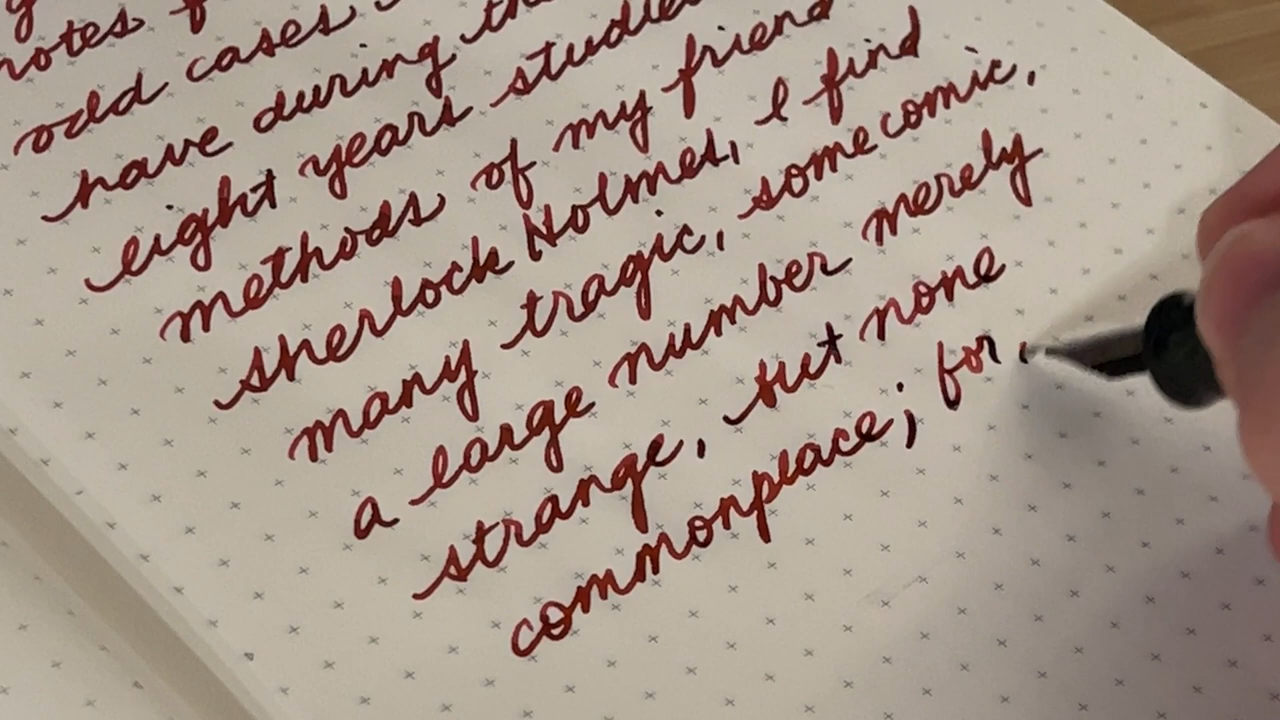 notes
odd cases
have during
eight years studied
methods of my friend
Sherlock Holmes, I find
many tragic, some comic,
a large number merely
strange, but none
commonplace; for,